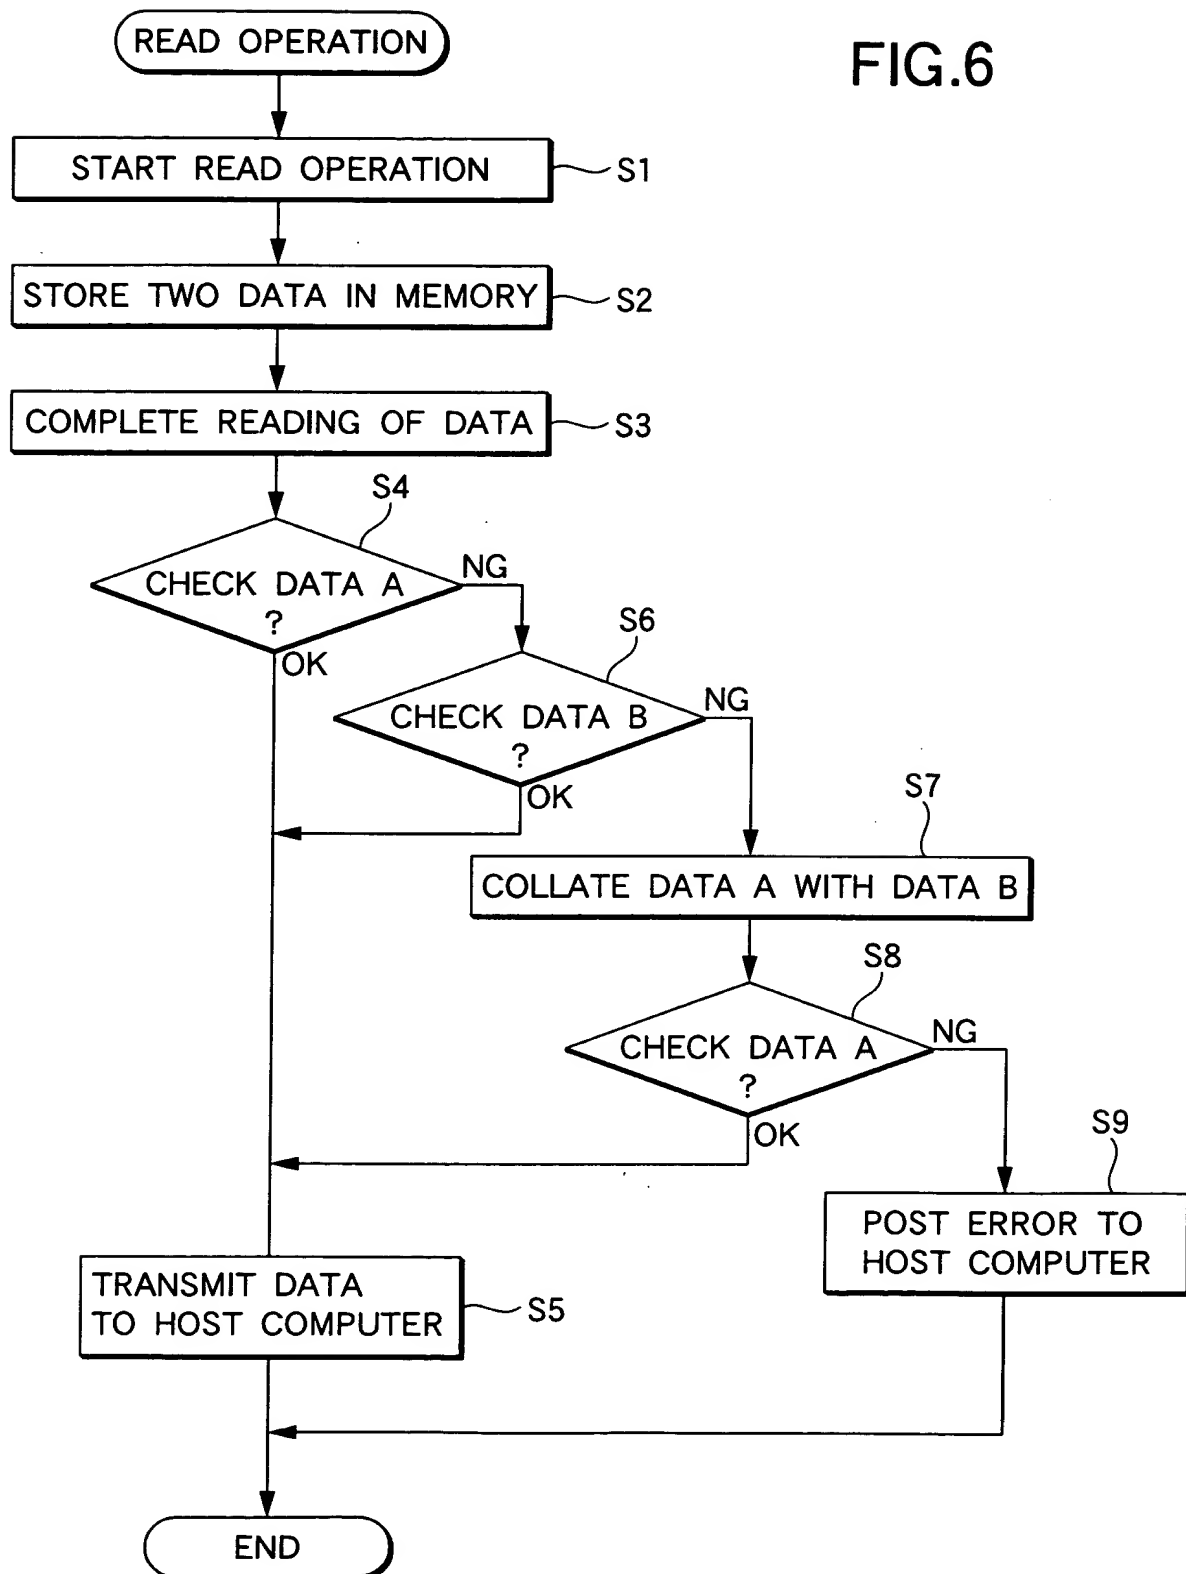 READ OPERATION
FIG.6
START READ OPERATION
S1
STORE TWO DATA IN MEMORY
S2
COMPLETE READING OF DATA
S3
S4
CHECK DATA A
?
NG
OK
S6
CHECK DATA B
?
NG
OK
S7
COLLATE DATA A WITH DATA B
S8
CHECK DATA A
?
NG
OK
S9
POST ERROR TO
HOST COMPUTER
TRANSMIT DATA
TO HOST COMPUTER
S5
END